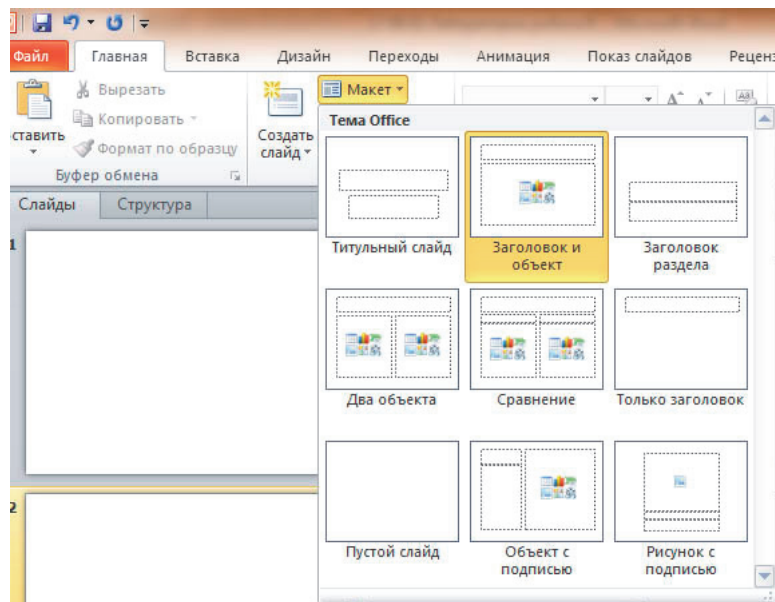 Файл Главная Вставка Дизайн Переходы Анимация Показ слайдов Реценз
Вырезать
Копировать
Формат по образцу
ставить
Буфер обмена
Создать
слайд
Макет
Слайды Структура
1
2
Тема Office
Титульный слайд
Заголовок и
объект
Заголовок
раздела
Два объекта
Сравнение
Только заголовок
Пустой слайд
Объект с
подписью
Рисунок с
подписью